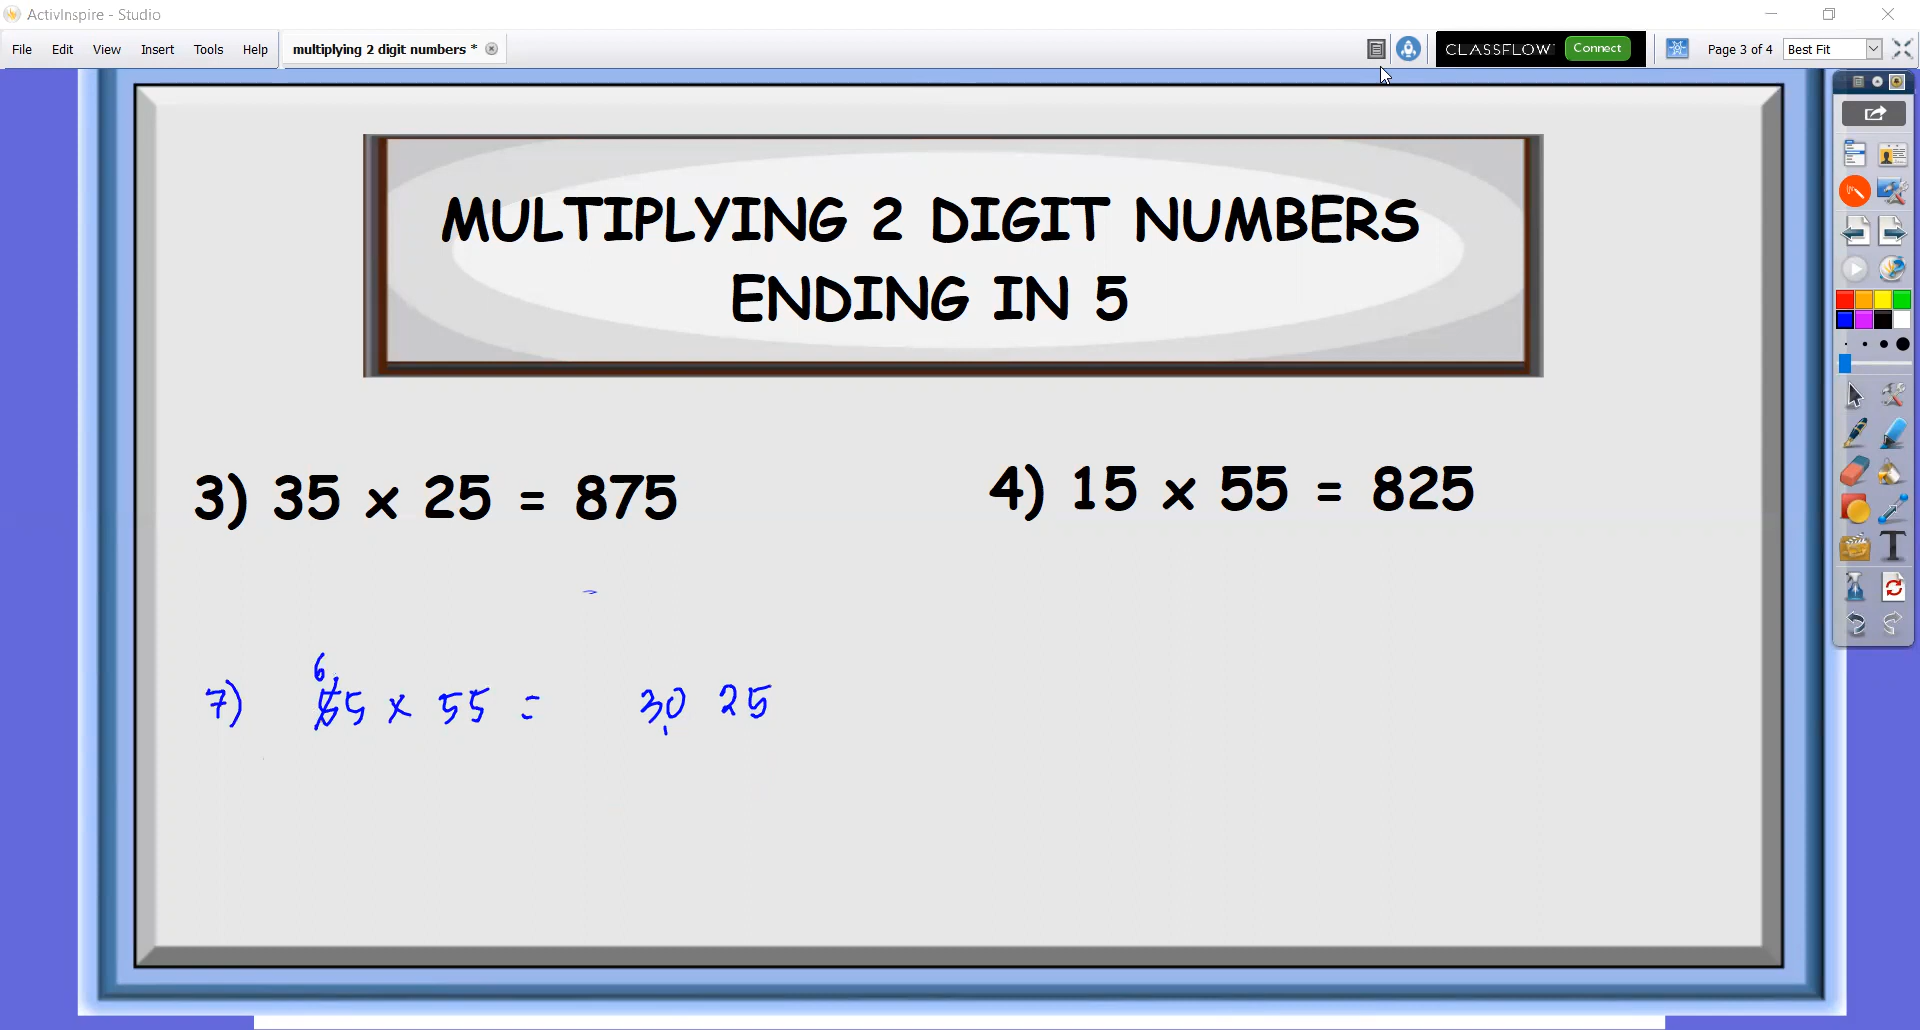 ActivInspire - Studio
File Edit View Insert Tools Help multiplying 2 digit numbers * CLASSFLOW Connect Page 3 of 4 Best Fit
MULTIPLYING 2 DIGIT NUMBERS
ENDING IN 5
3) 35 x 25 = 875
4) 15 x 55 = 825
6
7) 55 x 55 = 30 25
T